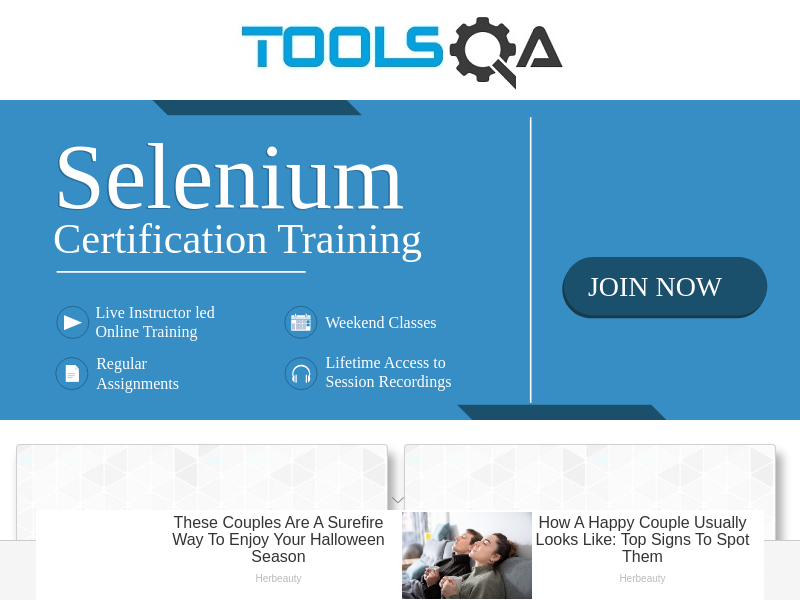 TOOLSQA
Selenium
Certification Training
JOIN NOW
Live Instructor led
Online Training
Weekend Classes
Regular
Assignments
Lifetime Access to
Session Recordings
These Couples Are A Surefire
Way To Enjoy Your Halloween
Season
Herbeauty
How A Happy Couple Usually
Looks Like: Top Signs To Spot
Them
Herbeauty